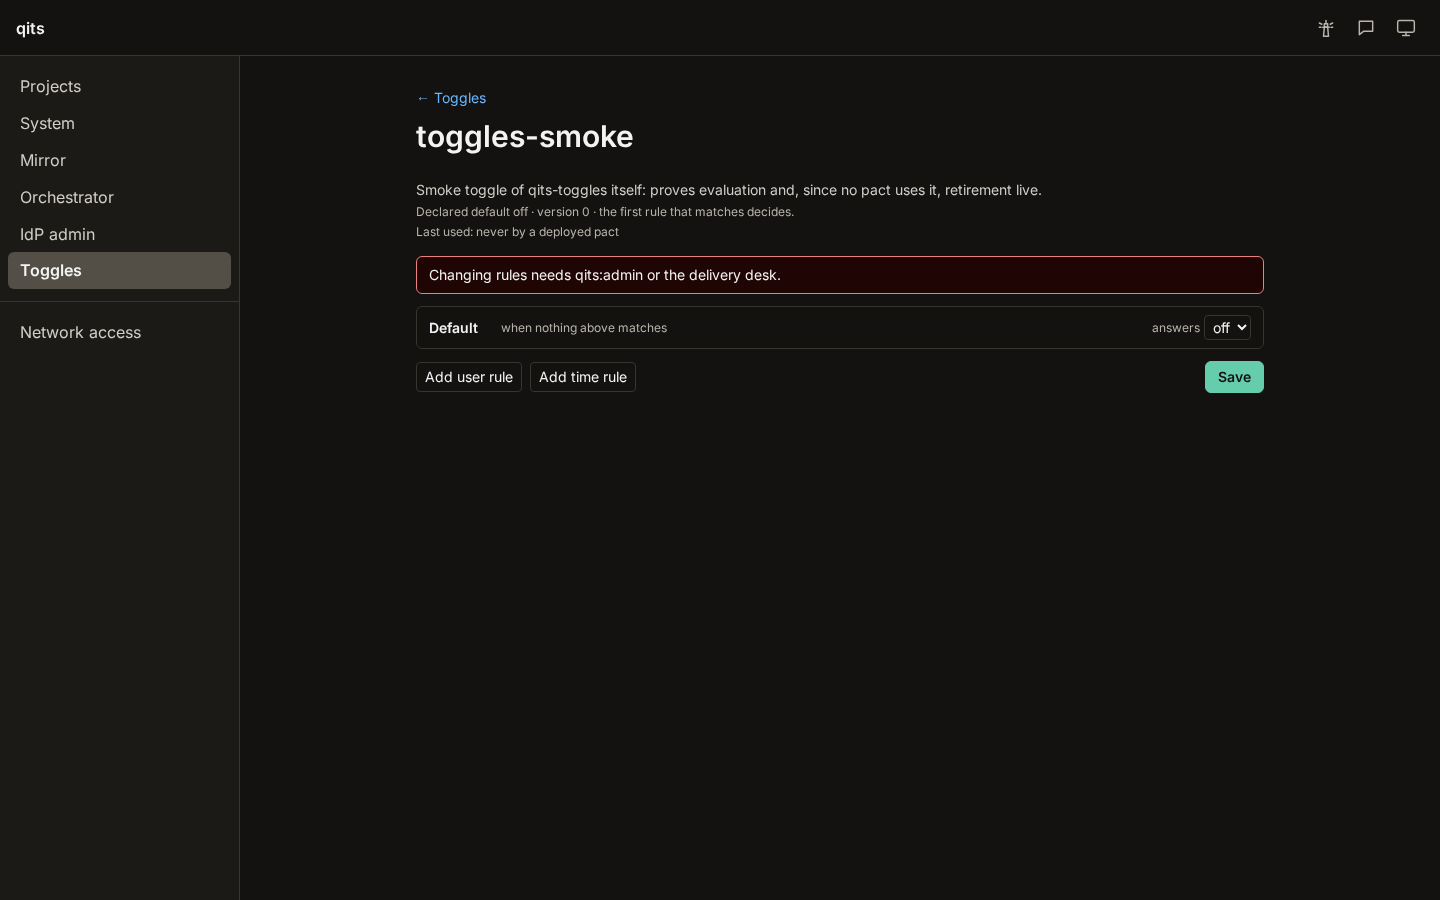 qits
Projects
System
Mirror
Orchestrator
IdP admin
Toggles
Network access
← Toggles
toggles-smoke
Smoke toggle of qits-toggles itself: proves evaluation and, since no pact uses it, retirement live.
Declared default off · version 0 · the first rule that matches decides.
Last used: never by a deployed pact
Changing rules needs qits:admin or the delivery desk.
Default when nothing above matches answers off
Add user rule Add time rule Save